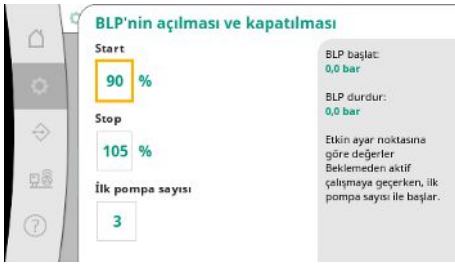 BLP'nin açılması ve kapatılması
Start
90 %
Stop
105 %
İlk pompa sayısı
3
BLP başlat:
0,0 bar
BLP durdur:
0,0 bar
Etkin ayar noktasına
göre değerler
Beklemeden aktif
çalışmaya geçerken, ilk
pompa sayısı ile başlar.
?